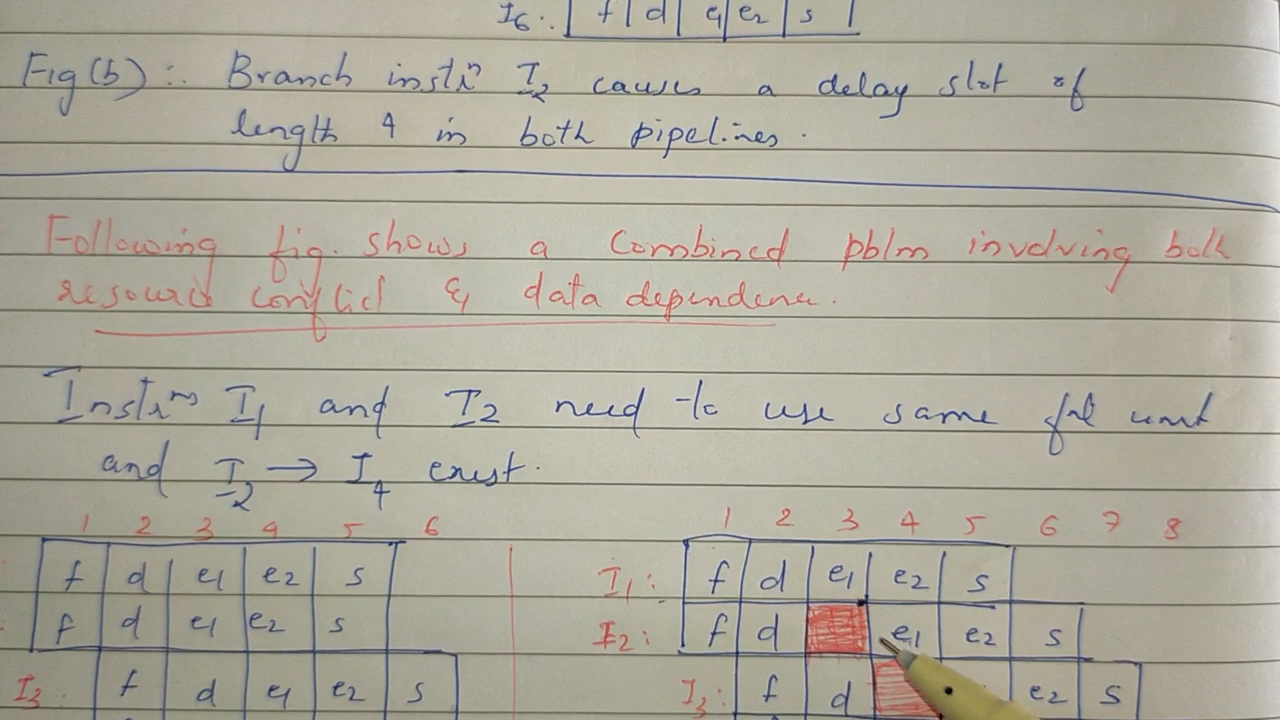 I6:. f d e1 e2 s
Fig(b):. Branch instrn I2 causes a delay slot of
length 4 in both pipelines.
Following fig. shows a Combined pblm involving both
resource conflict & data dependence.
Instrns I1 and I2 need to use same fnl unit
and I2 → I4 exist.
1 2 3 4 5 6
f d e1 e2 s
f d e1 e2 s
I3 f d e1 e2 s
1 2 3 4 5 6 7 8
I1: f d e1 e2 s
I2: f d e1 e2 s
I3: f d e2 s